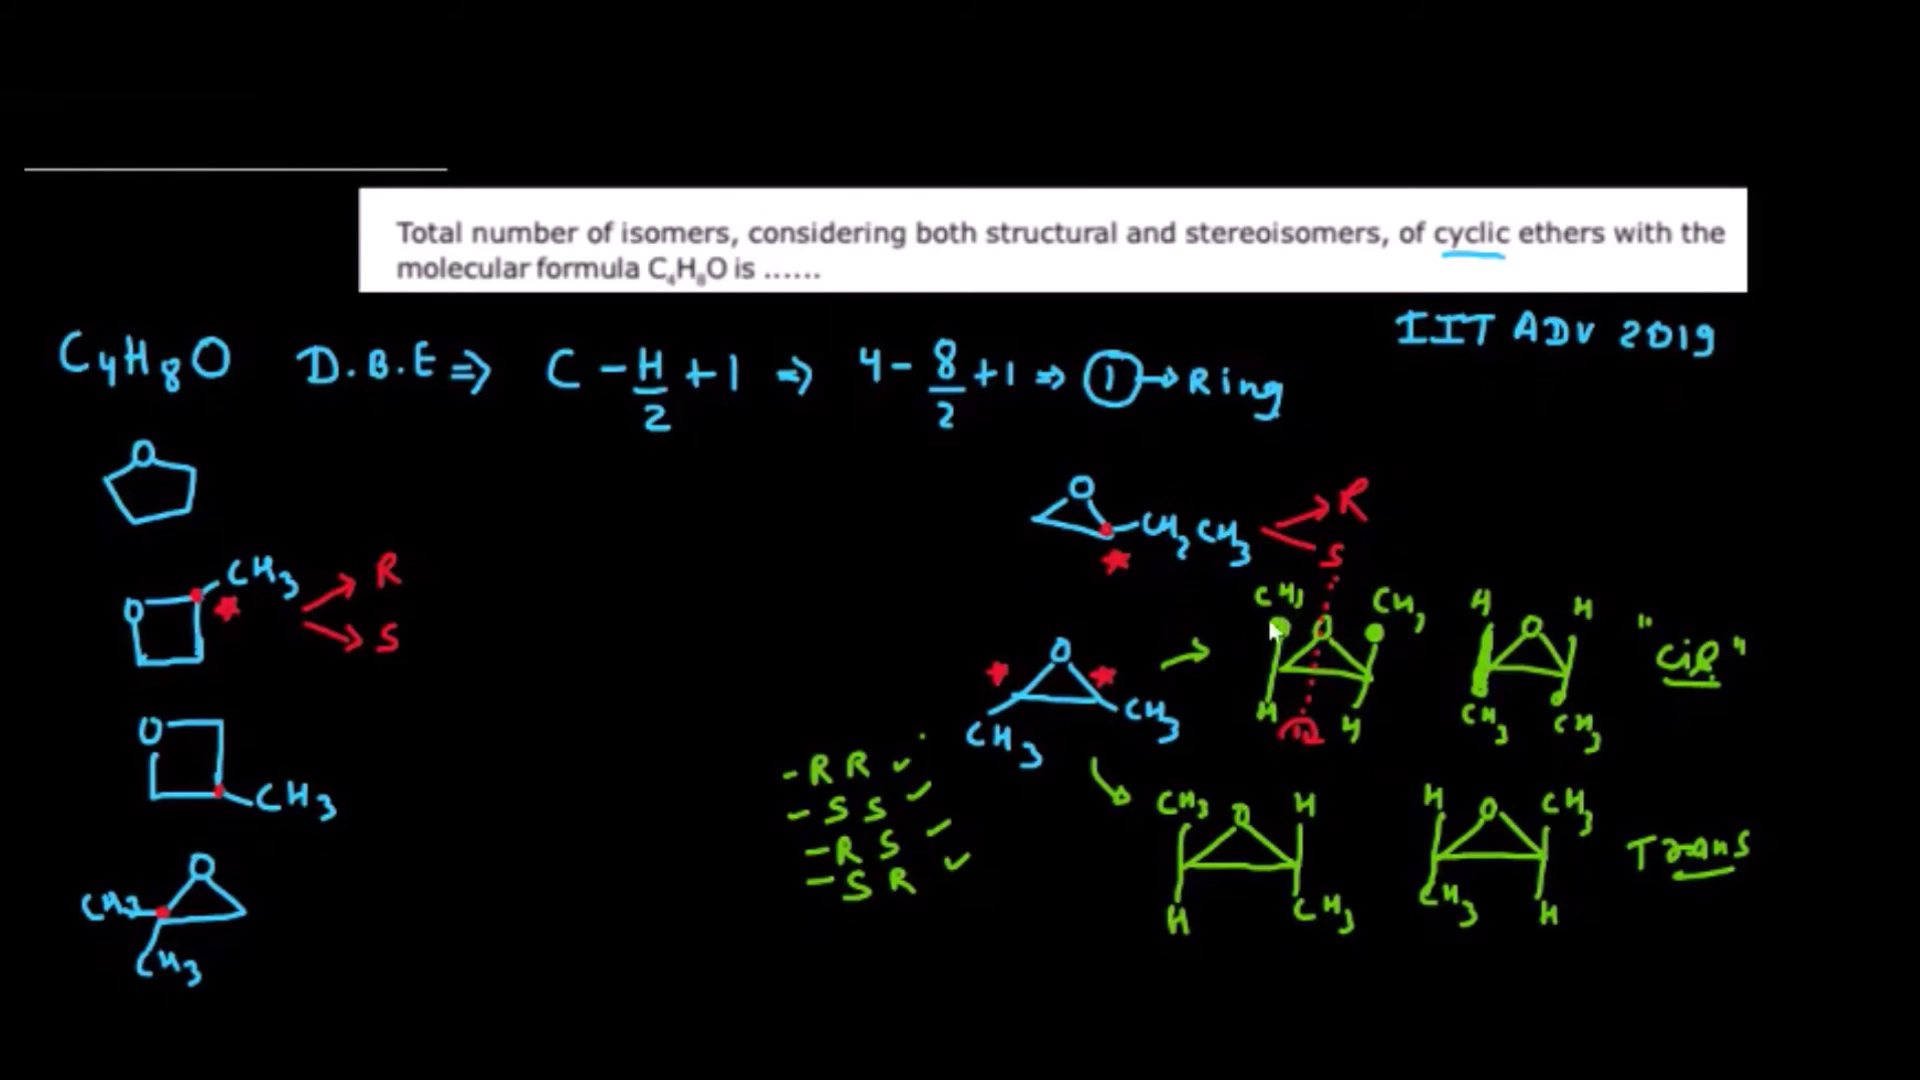 Total number of isomers, considering both structural and stereoisomers, of cyclic ethers with the
molecular formula C₄H₈O is ......
IIT ADV 2019
C4H8O D.B.E ⇒ C - H/2 + 1 ⇒ 4 - 8/2 + 1 ⇒ 1 → Ring
O
O
CH3
R
S
O
CH3
O
CH3
CH3
O
CH2CH3
R
S
O
CH3
CH3
CH3 O CH3
H H
H O H
CH3 CH3
"cis"
- RR ✓
- SS ✓
- RS ✓
- SR ✓
CH3 O H
H CH3
H O CH3
CH3 H
Trans